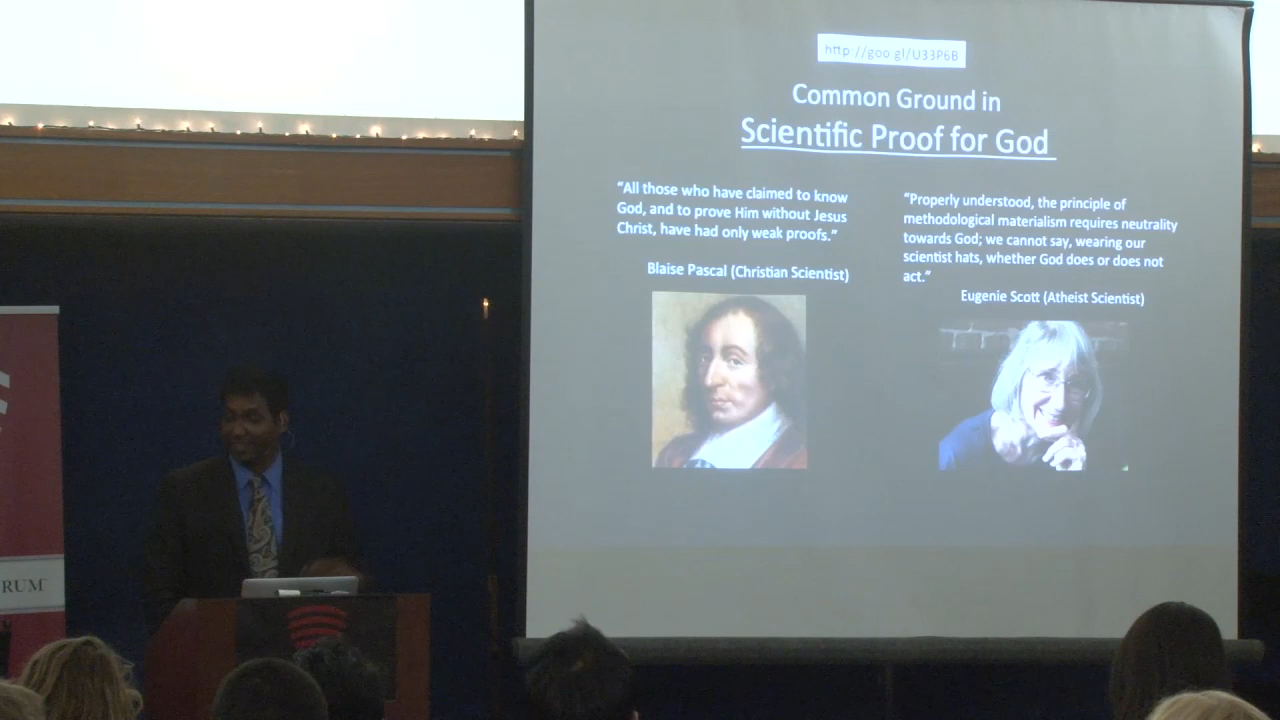 http://goo.gl/U33P6B
Common Ground in
Scientific Proof for God
“All those who have claimed to know
God, and to prove Him without Jesus
Christ, have had only weak proofs.”
Blaise Pascal (Christian Scientist)
“Properly understood, the principle of
methodological materialism requires neutrality
towards God; we cannot say, wearing our
scientist hats, whether God does or does not
act.”
Eugenie Scott (Atheist Scientist)
RUM